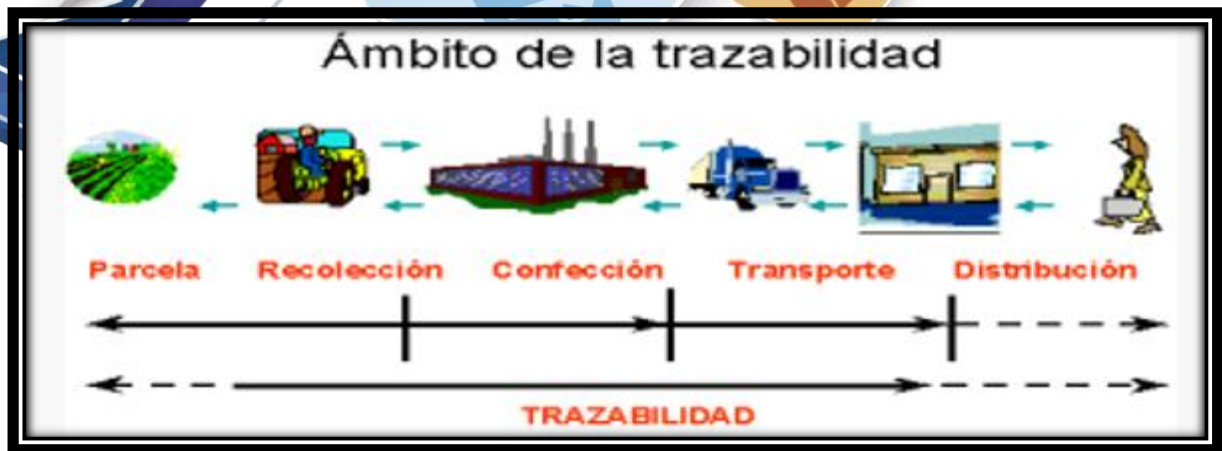 Ámbito de la trazabilidad
Parcela Recolección Confección Transporte Distribución
TRAZABILIDAD